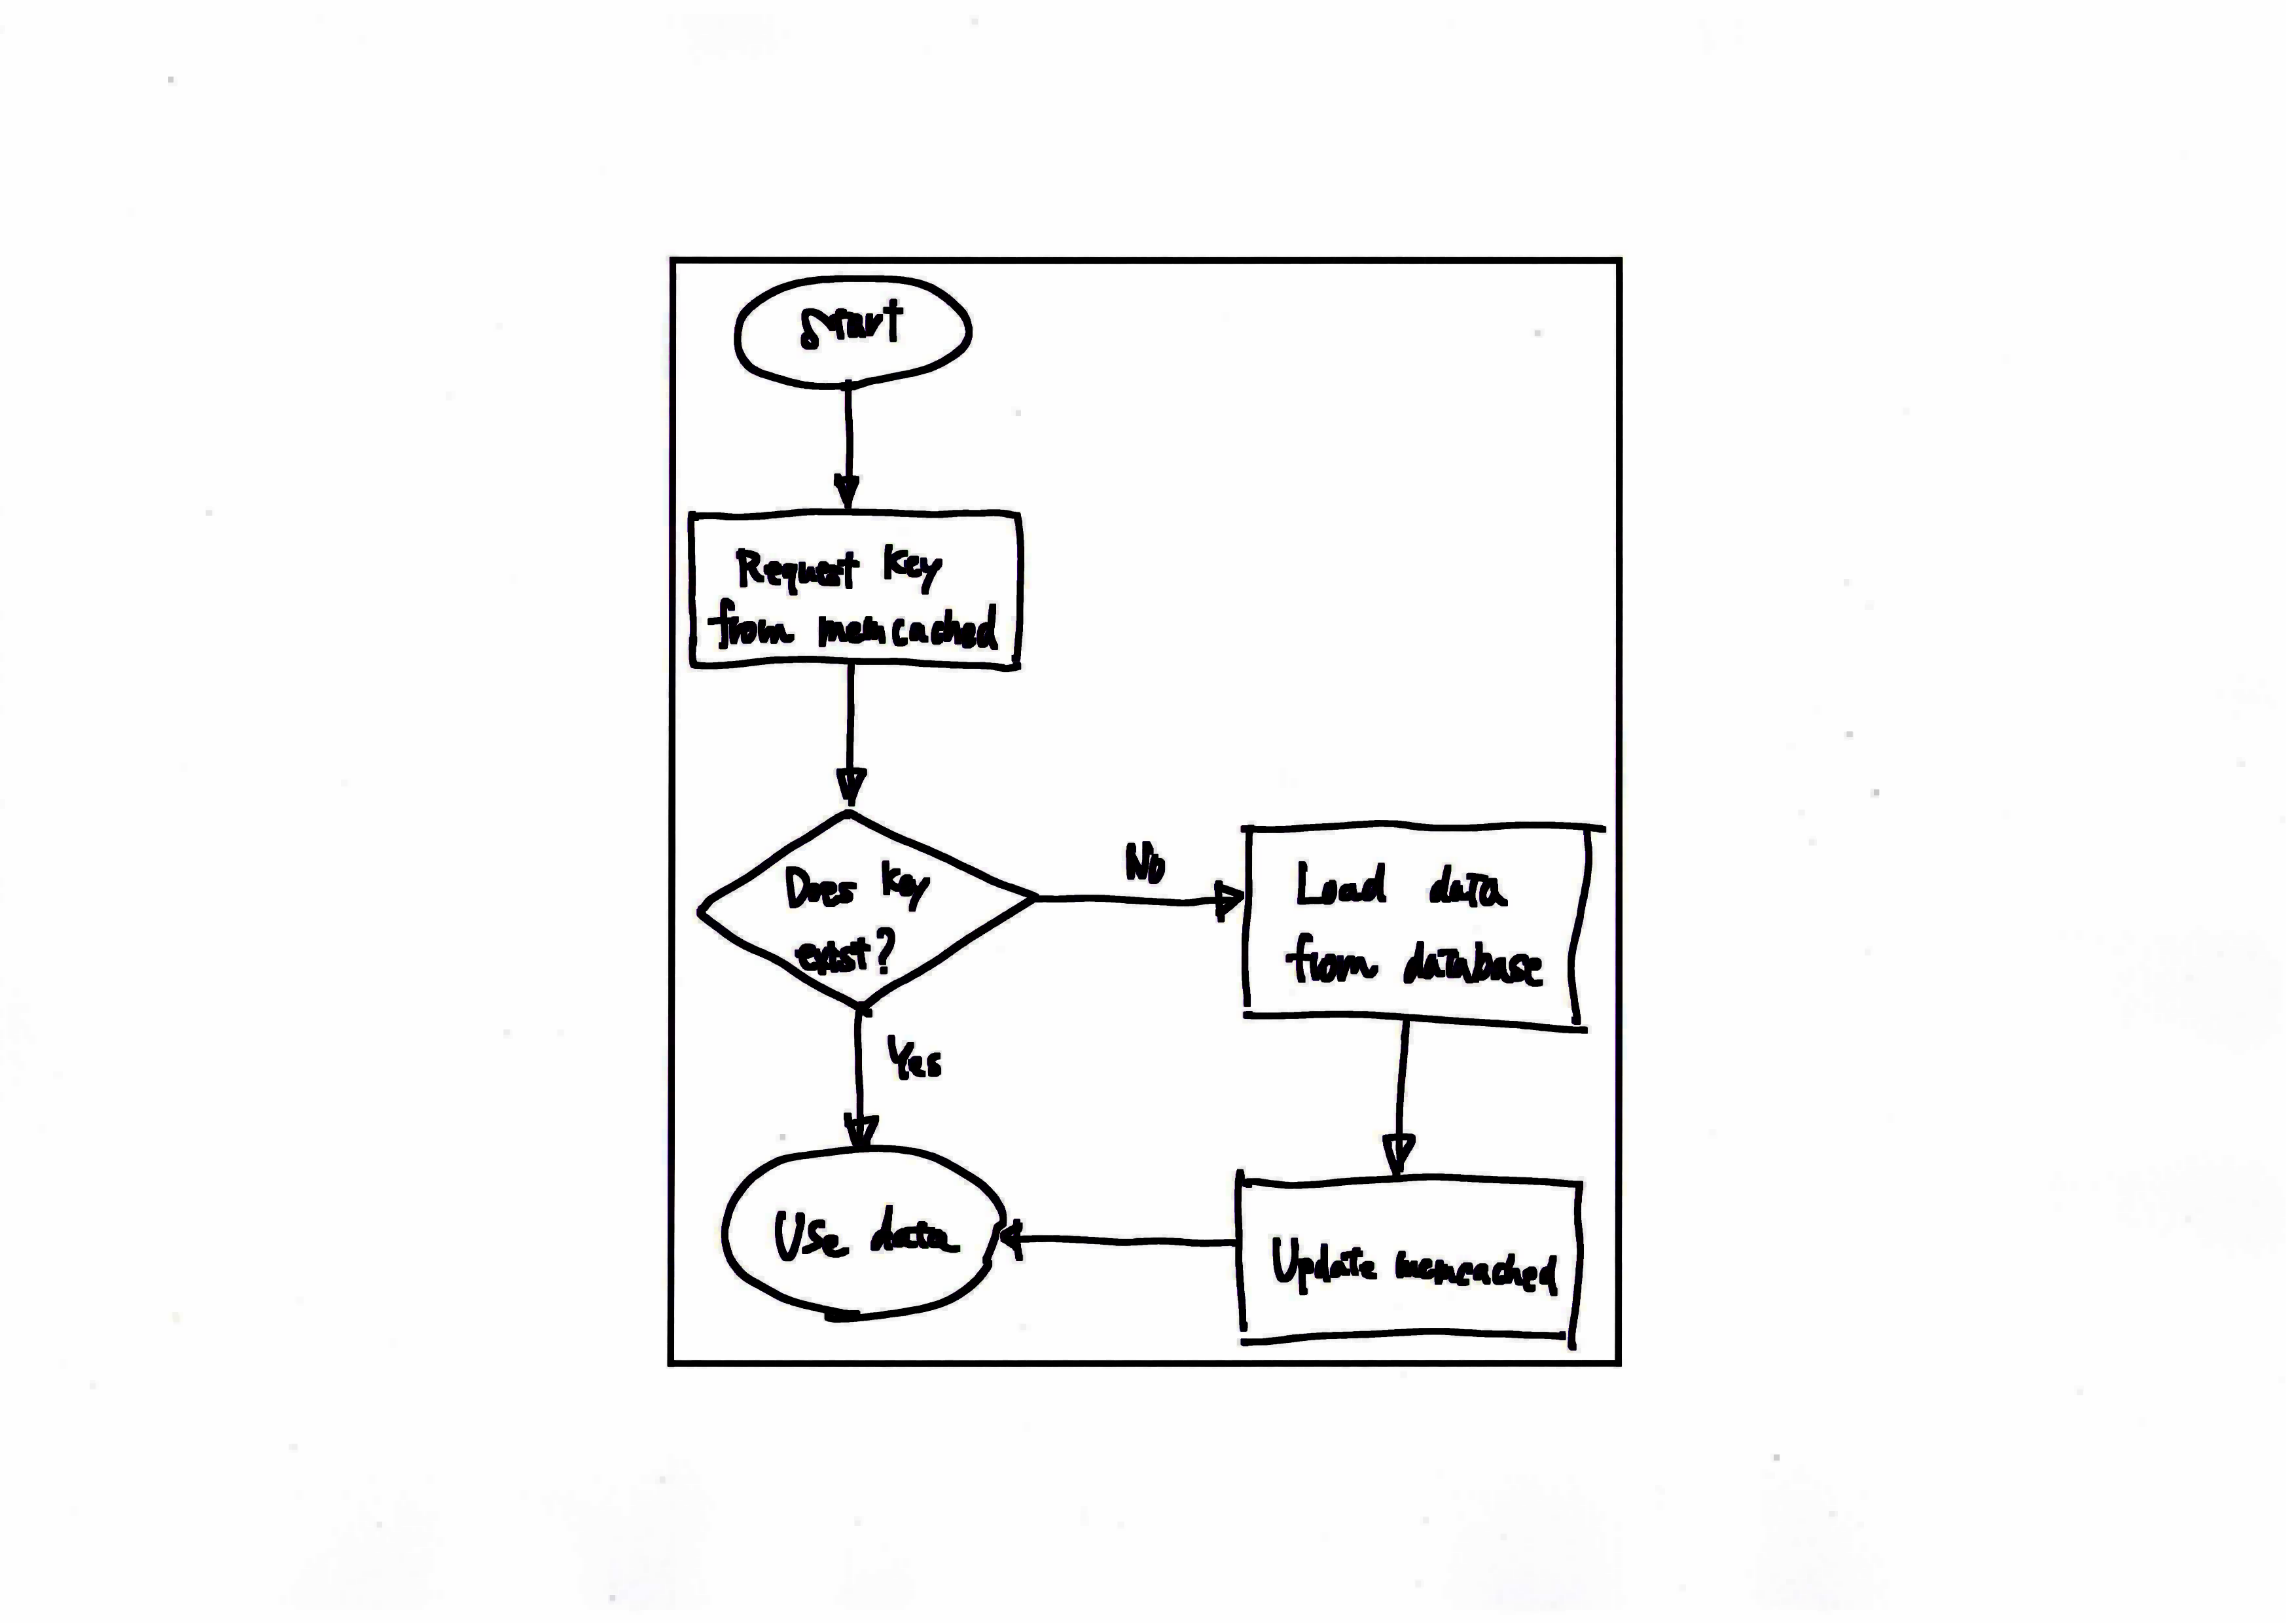 Start
Request key
from memcached
Does key
exist?
No
Load data
from database
Yes
Use data
Update memcached